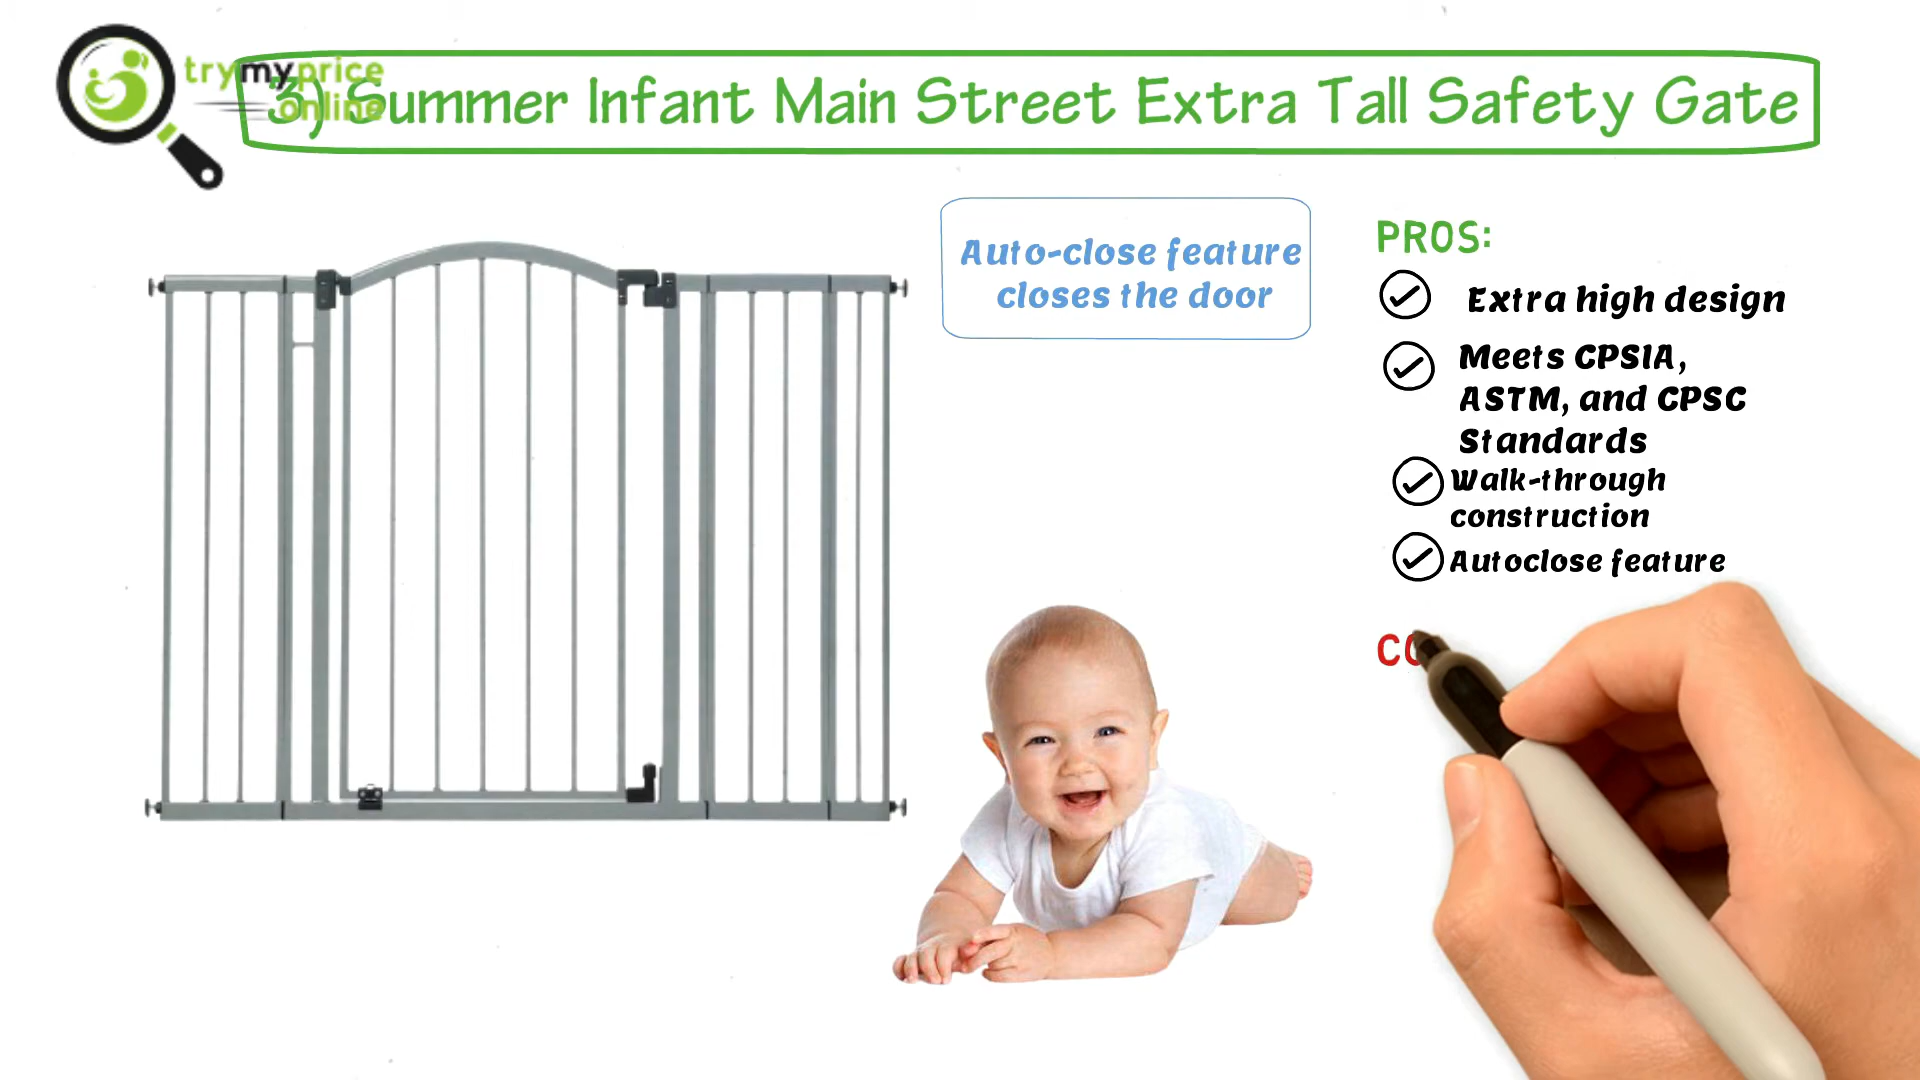 trymyprice
online
3) Summer Infant Main Street Extra Tall Safety Gate
Auto-close feature
closes the door
PROS:
Extra high design
Meets CPSIA,
ASTM, and CPSC
Standards
Walk-through
construction
Autoclose feature
CO